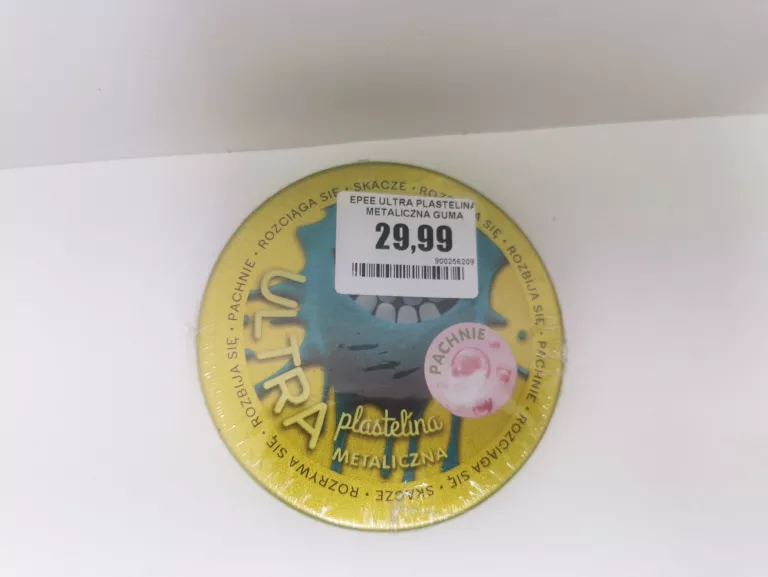 EPEE ULTRA PLASTELINA
METALICZNA GUMA
29,99
900256209
ROZBIJA SIĘ • PACHNIE • ROZCIĄGA SIĘ • SKACZE •
SIĘ • ROZBIJA SIĘ • PACHNIE • ROZCIĄGA SIĘ • SKACZE • ROZRYWA SIĘ •
ULTRA
plastelina
METALICZNA
PACHNIE